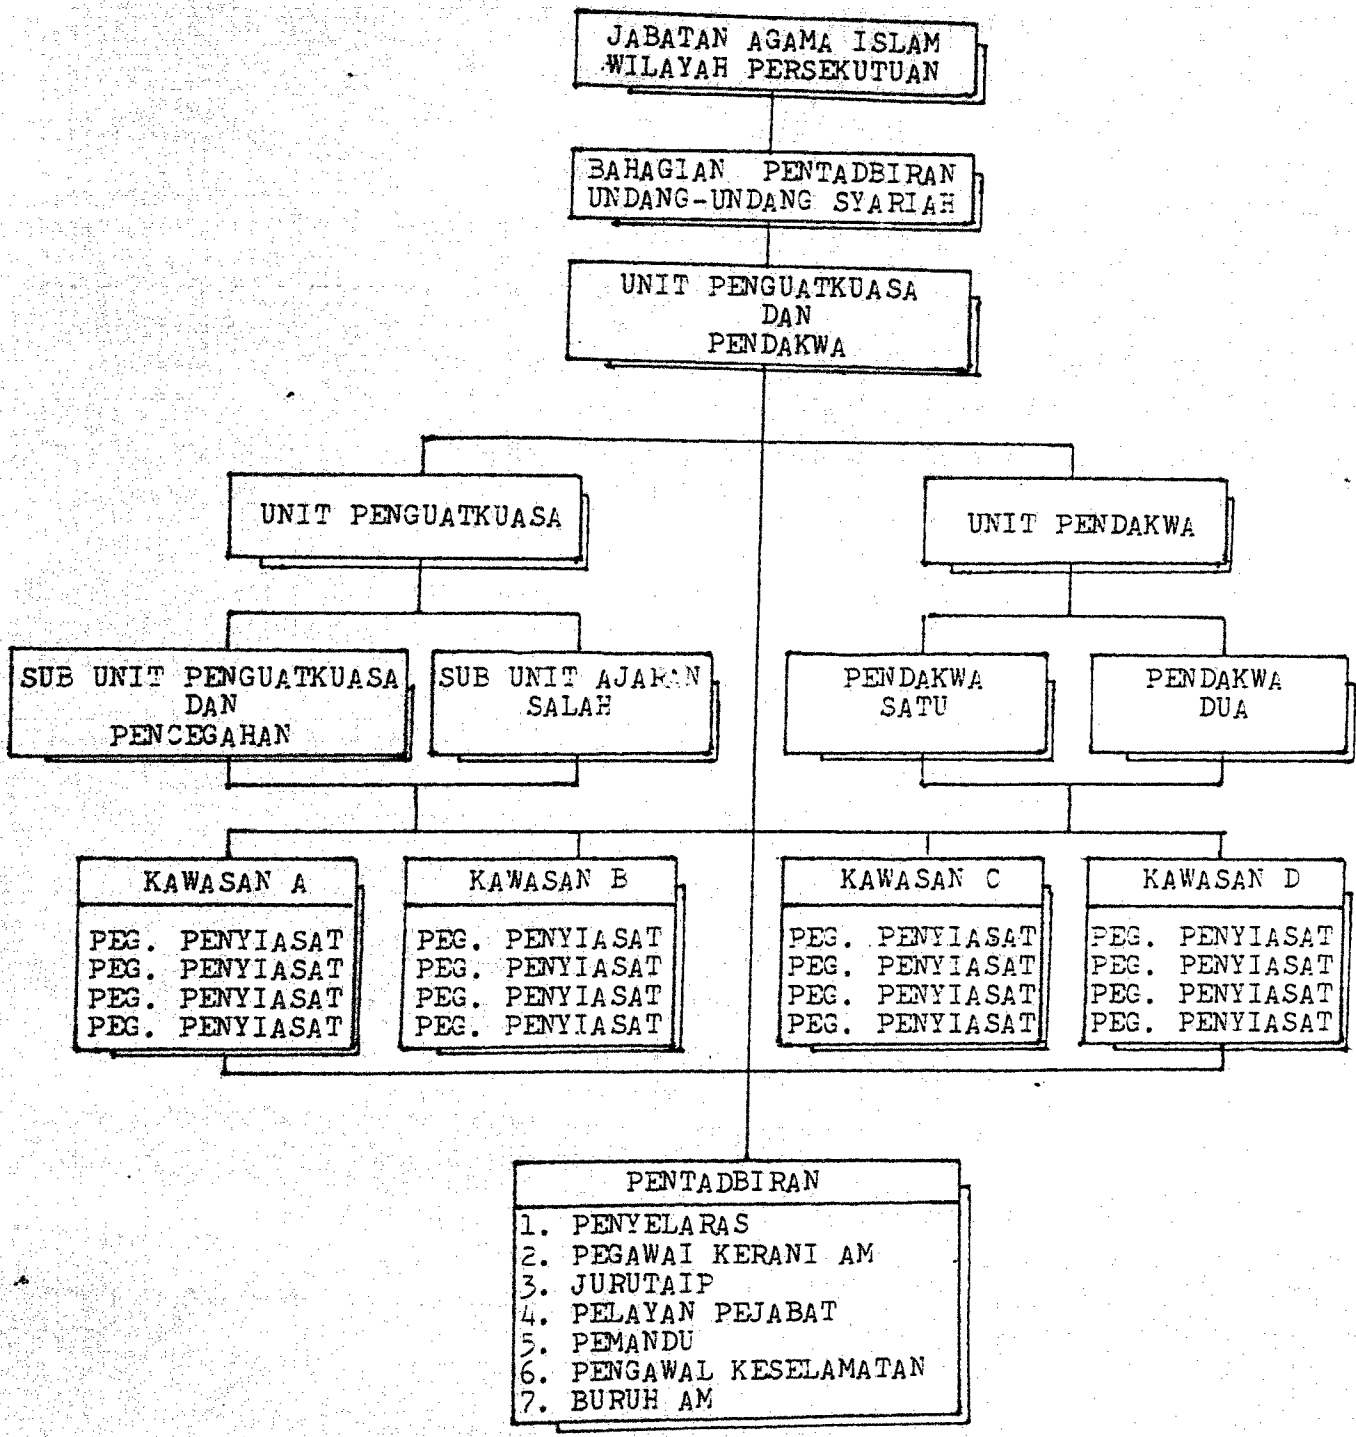 JABATAN AGAMA ISLAM
WILAYAH PERSEKUTUAN
BAHAGIAN PENTADBIRAN
UNDANG-UNDANG SYARIAH
UNIT PENGUATKUASA
DAN
PENDAKWA
UNIT PENGUATKUASA
UNIT PENDAKWA
SUB UNIT PENGUATKUASA
DAN
PENCEGAHAN
SUB UNIT AJARAN
SALAH
PENDAKWA
SATU
PENDAKWA
DUA
KAWASAN A
PEG. PENYIASAT
PEG. PENYIASAT
PEG. PENYIASAT
PEG. PENYIASAT
KAWASAN B
PEG. PENYIASAT
PEG. PENYIASAT
PEG. PENYIASAT
PEG. PENYIASAT
KAWASAN C
PEG. PENYIASAT
PEG. PENYIASAT
PEG. PENYIASAT
PEG. PENYIASAT
KAWASAN D
PEG. PENYIASAT
PEG. PENYIASAT
PEG. PENYIASAT
PEG. PENYIASAT
PENTADBIRAN
1. PENYELARAS
2. PEGAWAI KERANI AM
3. JURUTAIP
4. PELAYAN PEJABAT
5. PEMANDU
6. PENGAWAL KESELAMATAN
7. BURUH AM